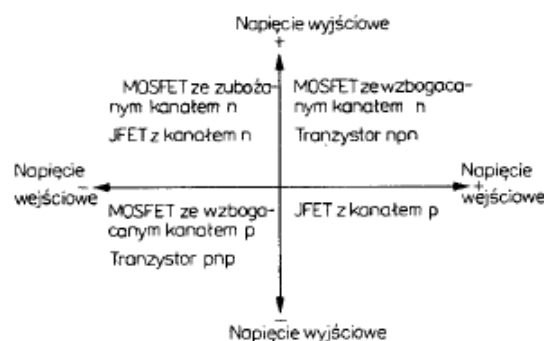 Napięcie wyjściowe
+
MOSFET ze zuboża-
nym kanałem n
JFET z kanałem n
MOSFET ze wzbogaca-
nym kanałem n
Tranzystor npn
Napięcie
wejściowe
−
+
Napięcie
wejściowe
MOSFET ze wzboga-
canym kanałem p
Tranzystor pnp
JFET z kanałem p
−
Napięcie wyjściowe